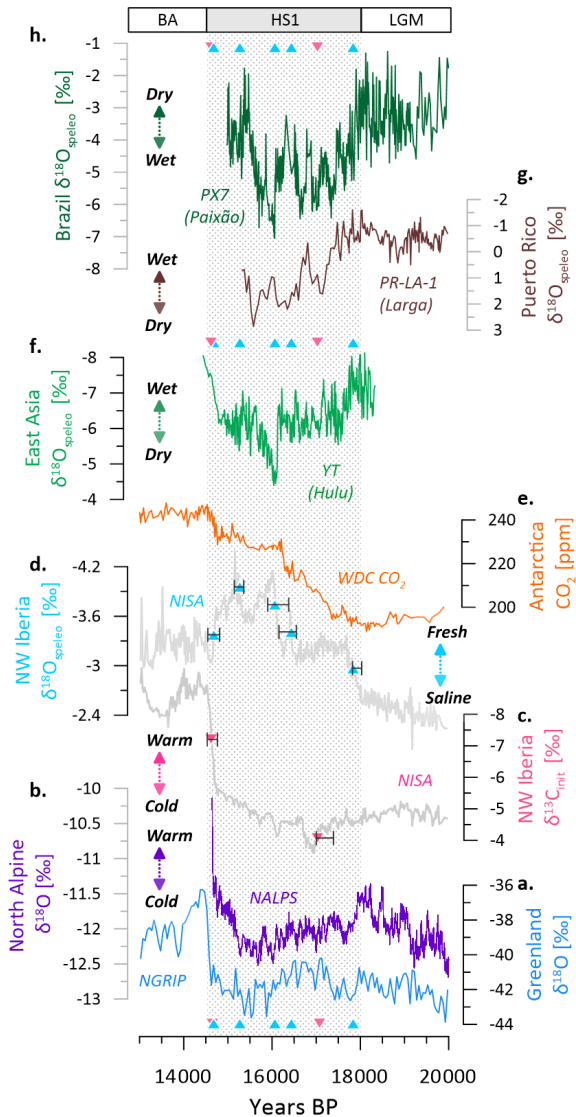 BA HS1 LGM
h.
-1
-2
-3
-4
-5
-6
-7
-8
Brazil δ18Ospeleo [‰]
Dry
Wet
PX7
(Paixão)
g.
-2
-1
0
1
2
3
Puerto Rico
δ18Ospeleo [‰]
Wet
Dry
PR-LA-1
(Larga)
f.
-8
-7
-6
-5
-4
East Asia
δ18Ospeleo [‰]
Wet
Dry
YT
(Hulu)
e.
240
220
200
Antarctica
CO2 [ppm]
WDC CO2
d.
-4.2
-3.6
-3
-2.4
NW Iberia
δ18Ospeleo [‰]
NISA
Fresh
Saline
c.
-8
-7
-6
-5
-4
NW Iberia
δ13Cinit [‰]
Warm
Cold
NISA
b.
-10
-10.5
-11
-11.5
-12
-12.5
-13
North Alpine
δ18O [‰]
Warm
Cold
NALPS
a.
-36
-38
-40
-42
-44
Greenland
δ18O [‰]
NGRIP
14000 16000 18000 20000
Years BP